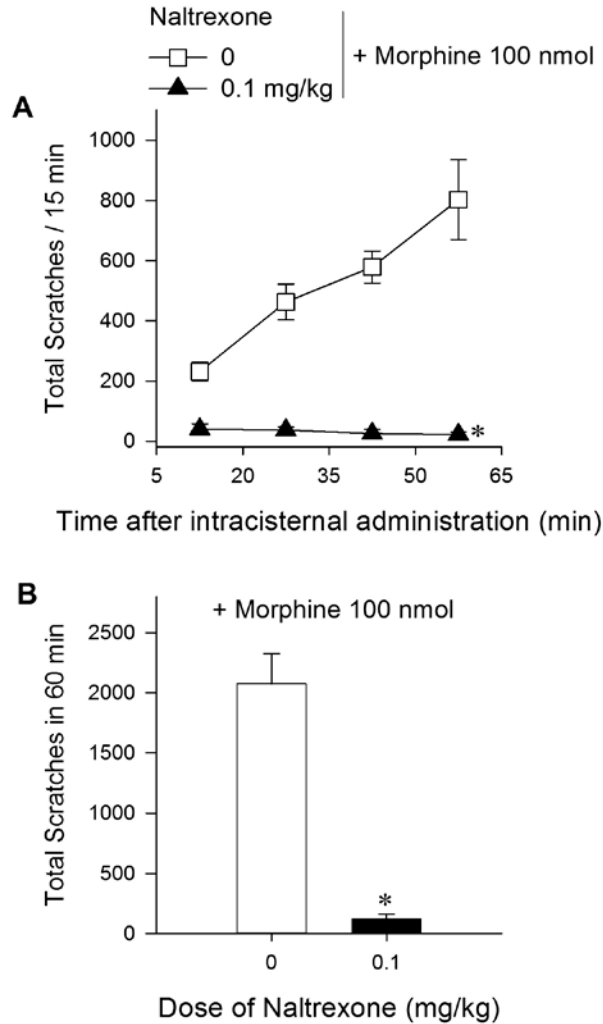 Naltrexone
0
0.1 mg/kg
+ Morphine 100 nmol
A
Total Scratches / 15 min
1000
800
600
400
200
0
*
5 20 35 50 65
Time after intracisternal administration (min)
B
+ Morphine 100 nmol
Total Scratches in 60 min
2500
2000
1500
1000
500
0
*
0 0.1
Dose of Naltrexone (mg/kg)